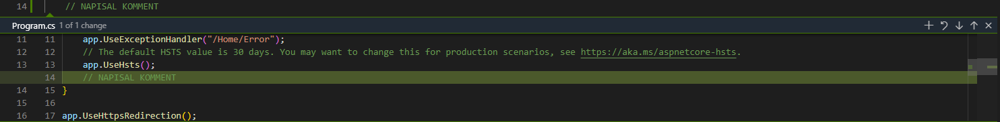 14 // NAPISAL KOMMENT
Program.cs 1 of 1 change
11 11 app.UseExceptionHandler("/Home/Error");
12 12 // The default HSTS value is 30 days. You may want to change this for production scenarios, see https://aka.ms/aspnetcore-hsts.
13 13 app.UseHsts();
14 // NAPISAL KOMMENT
14 15 }
15 16
16 17 app.UseHttpsRedirection();